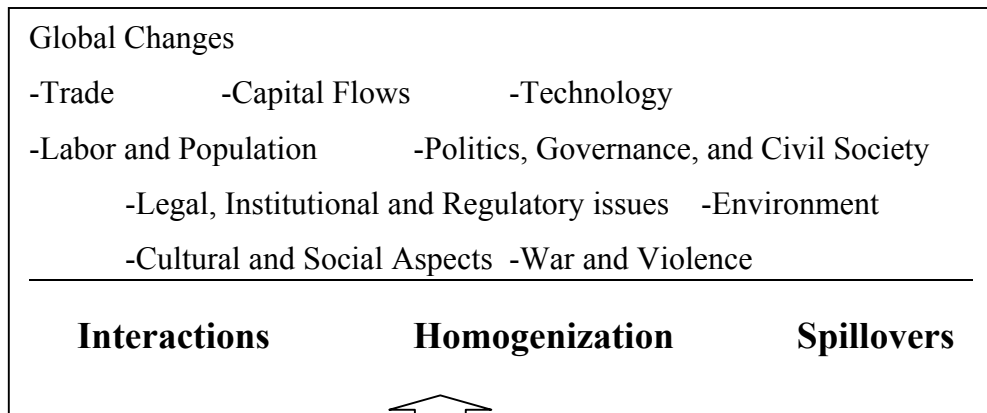 Global Changes
-Trade -Capital Flows -Technology
-Labor and Population -Politics, Governance, and Civil Society
-Legal, Institutional and Regulatory issues -Environment
-Cultural and Social Aspects -War and Violence
Interactions Homogenization Spillovers